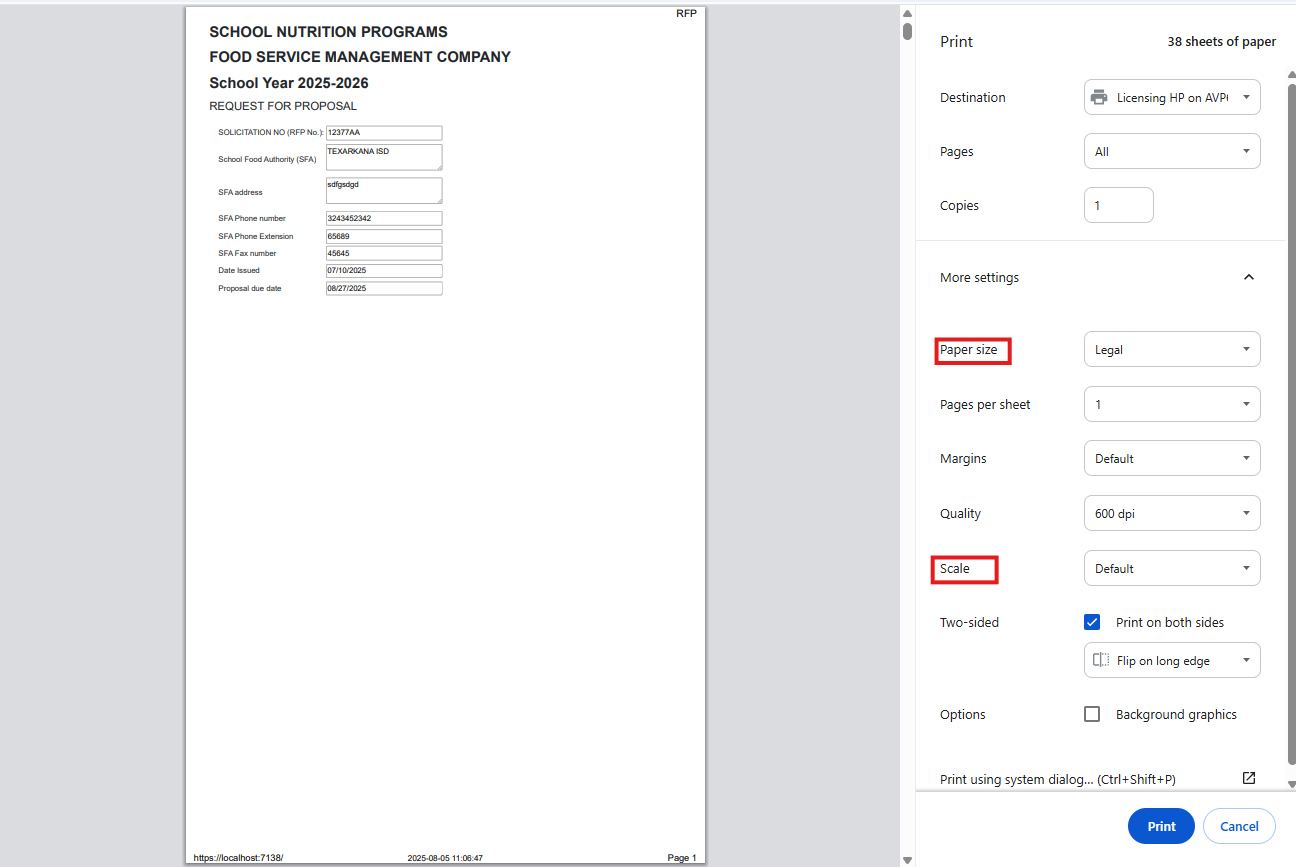 RFP
SCHOOL NUTRITION PROGRAMS
FOOD SERVICE MANAGEMENT COMPANY
School Year 2025-2026
REQUEST FOR PROPOSAL
SOLICITATION NO (RFP No.): 12377AA
School Food Authority (SFA) TEXARKANA ISD
SFA address sdfgsdgd
SFA Phone number 3243452342
SFA Phone Extension 65689
SFA Fax number 45645
Date Issued 07/10/2025
Proposal due date 08/27/2025
https://localhost:7138/ 2025-08-05 11:06:47 Page 1
Print 38 sheets of paper
Destination Licensing HP on AVP
Pages All
Copies 1
More settings
Paper size Legal
Pages per sheet 1
Margins Default
Quality 600 dpi
Scale Default
Two-sided Print on both sides
Flip on long edge
Options Background graphics
Print using system dialog... (Ctrl+Shift+P)
Print Cancel